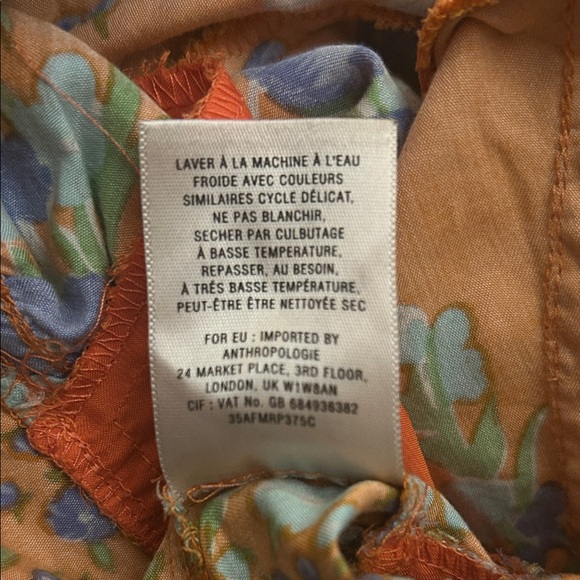 LAVER À LA MACHINE À L'EAU
FROIDE AVEC COULEURS
SIMILAIRES CYCLE DÉLICAT,
NE PAS BLANCHIR,
SECHER PAR CULBUTAGE
À BASSE TEMPERATURE,
REPASSER, AU BESOIN,
À TRÉS BASSE TEMPÉRATURE,
PEUT-ÊTRE ÊTRE NETTOYÉE SEC
FOR EU : IMPORTED BY
ANTHROPOLOGIE
24 MARKET PLACE, 3RD FLOOR,
LONDON, UK W1W8AN
CIF : VAT No. GB 684936382
35AFMRP375C